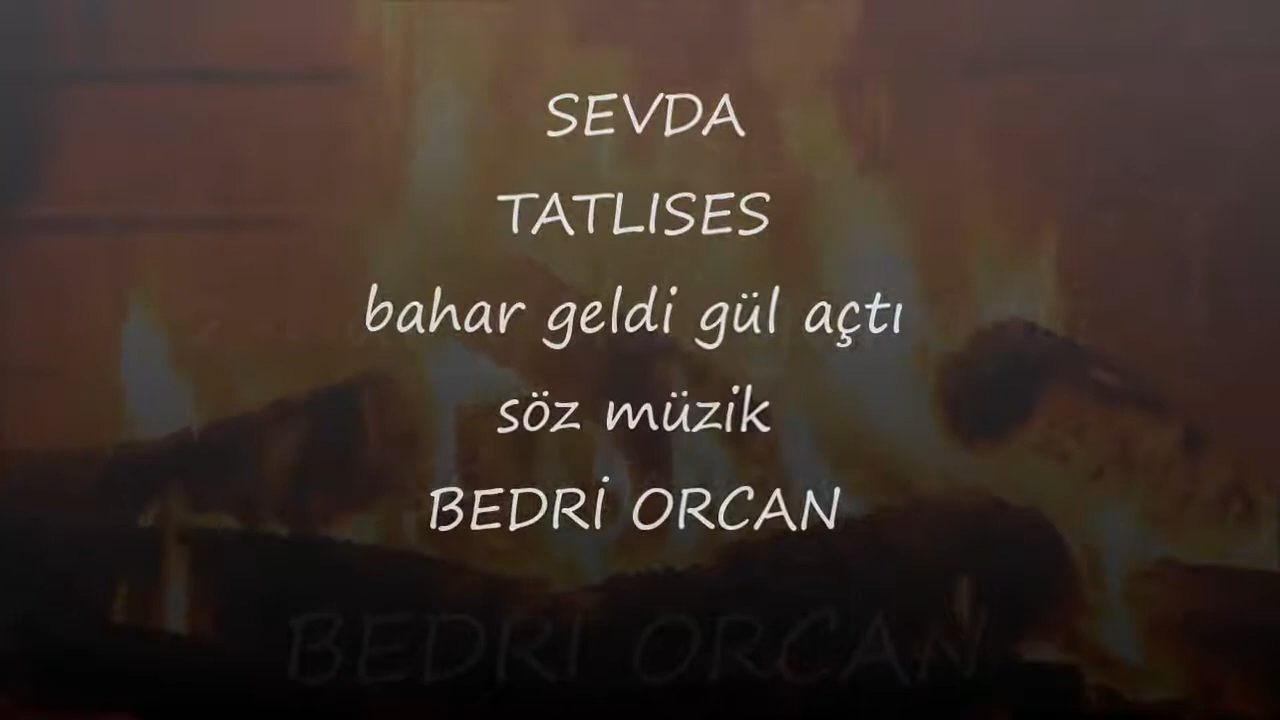 SEVDA
TATLISES
bahar geldi gül açtı
söz müzik
BEDRİ ORCAN
BEDRİ ORCAN